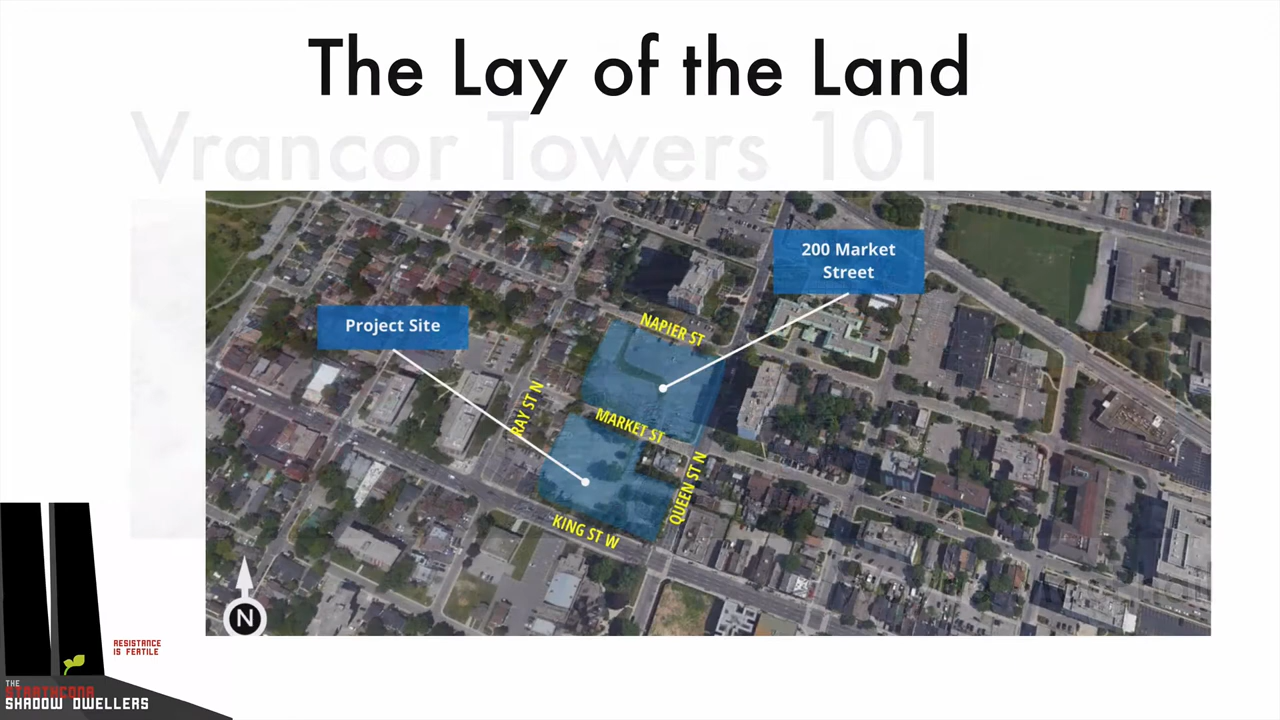 The Lay of the Land
Vrancor Towers 101
200 Market
Street
Project Site
NAPIER ST
RAY ST N
MARKET ST
QUEEN ST N
KING ST W
N
RESISTANCE
IS FERTILE
THE
STRATHCONA
SHADOW DWELLERS